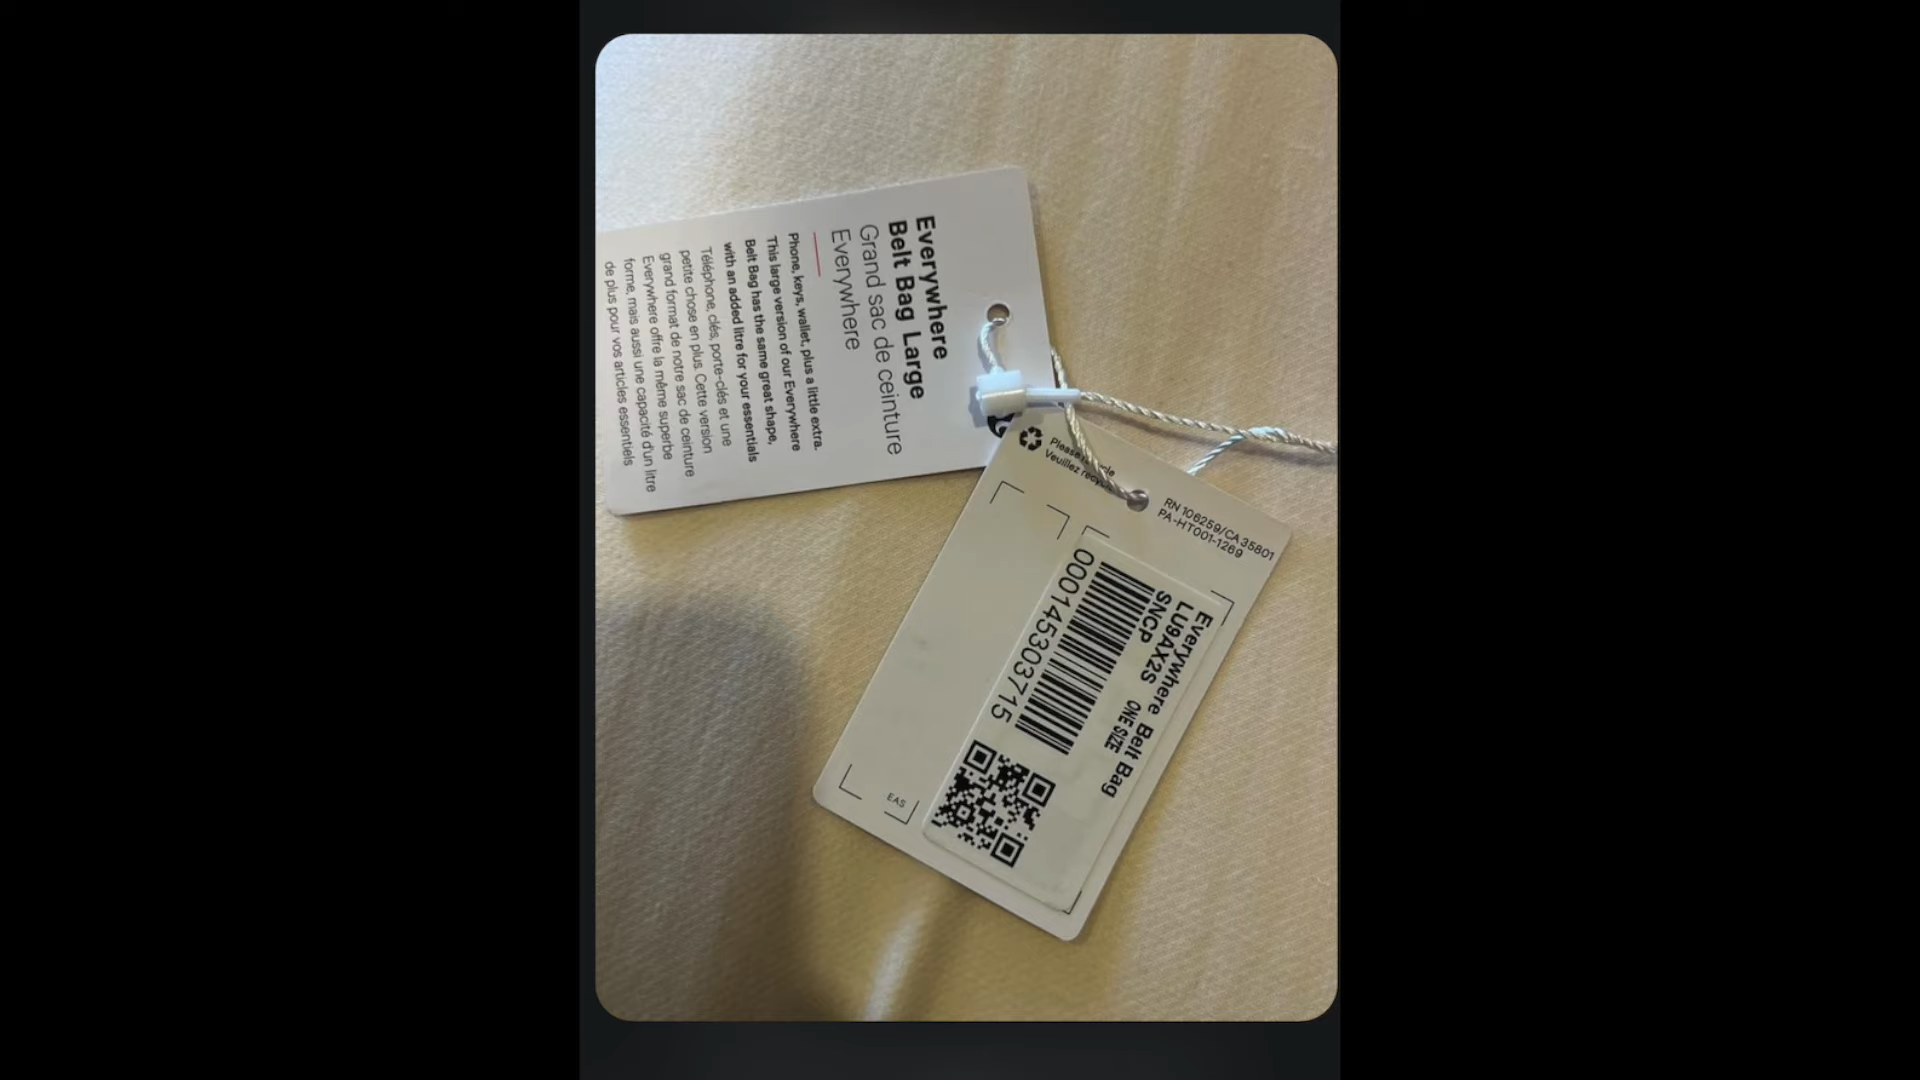 Everywhere
Belt Bag Large
Grand sac de ceinture
Everywhere
Phone, keys, wallet, plus a little extra.
This large version of our Everywhere
Belt Bag has the same great shape,
with an added litre for your essentials
Téléphone, clés, porte-clés et une
petite chose en plus. Cette version
grand format de notre sac de ceinture
Everywhere offre la même superbe
forme, mais aussi une capacité d'un litre
de plus pour vos articles essentiels
Please
Veuillez
RN 106259/CA 35801
PA-HT001-1269
Everywhere Belt Bag
LU9AX2S
SNCP ONE SIZE
000145303715
EAS